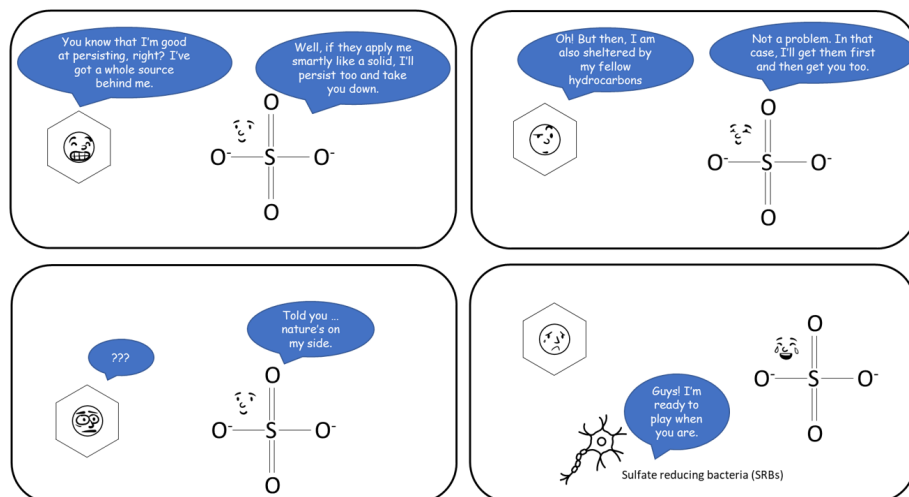 You know that I'm good
at persisting, right? I've
got a whole source
behind me.
Well, if they apply me
smartly like a solid, I'll
persist too and take
you down.
O
O⁻
S
O⁻
O
Oh! But then, I am
also sheltered by
my fellow
hydrocarbons
Not a problem. In that
case, I'll get them first
and then get you too.
O
O⁻
S
O⁻
O
???
Told you ...
nature's on
my side.
O
O⁻
S
O⁻
O
Guys! I'm
ready to
play when
you are.
Sulfate reducing bacteria (SRBs)
O
O⁻
S
O⁻
O